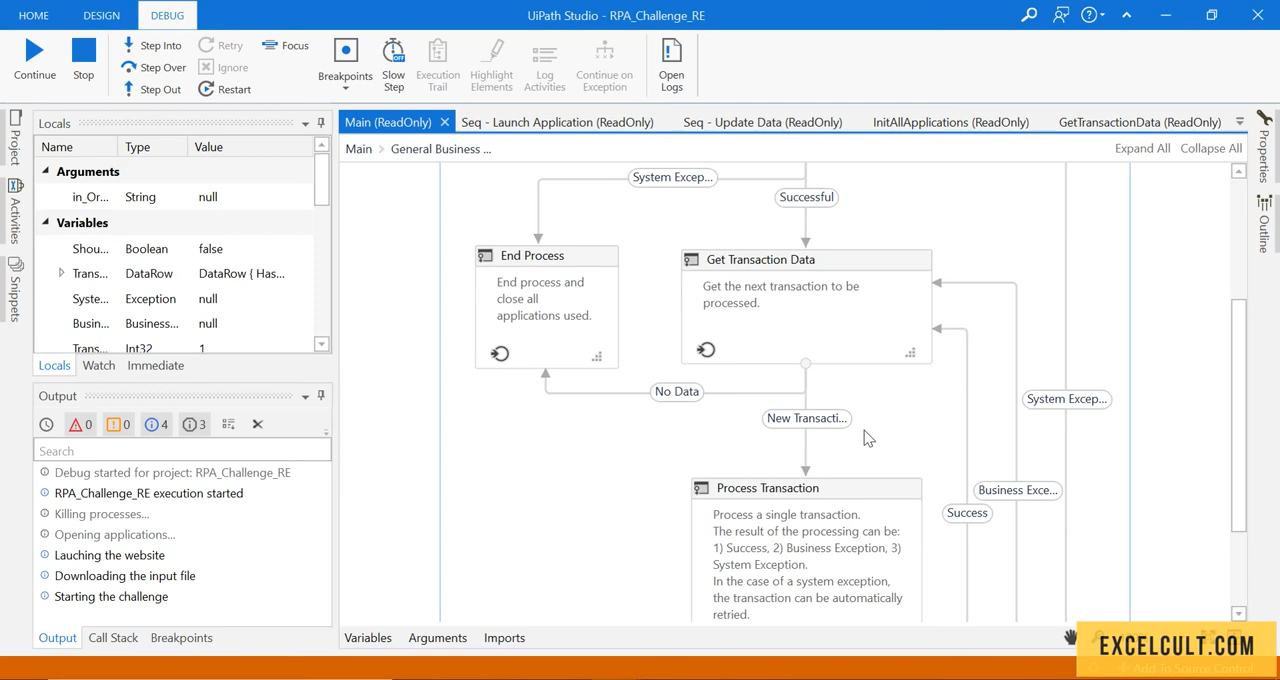 HOME
DESIGN
DEBUG
UiPath Studio - RPA_Challenge_RE
Continue
Stop
Step Into
Step Over
Step Out
Retry
Ignore
Restart
Focus
Breakpoints
Slow
Step
Execution
Trail
Highlight
Elements
Log
Activities
Continue on
Exception
Open
Logs
Project
Activities
Snippets
Locals
Name Type Value
Arguments
in_Or... String null
Variables
Shou... Boolean false
Trans... DataRow DataRow { Has...
Syste... Exception null
Busin... Business... null
Trans... Int32 1
Locals Watch Immediate
Output
0 0 4 3
Search
Debug started for project: RPA_Challenge_RE
RPA_Challenge_RE execution started
Killing processes...
Opening applications...
Lauching the website
Downloading the input file
Starting the challenge
Output Call Stack Breakpoints
Main (ReadOnly)
Seq - Launch Application (ReadOnly)
Seq - Update Data (ReadOnly)
InitAllApplications (ReadOnly)
GetTransactionData (ReadOnly)
Main > General Business ...
Expand All Collapse All
System Excep...
Successful
End Process
End process and
close all
applications used.
Get Transaction Data
Get the next transaction to be
processed.
No Data
New Transacti...
System Excep...
Business Exce...
Success
Process Transaction
Process a single transaction.
The result of the processing can be:
1) Success, 2) Business Exception, 3)
System Exception.
In the case of a system exception,
the transaction can be automatically
retried.
Variables Arguments Imports
Properties
Outline
EXCELCULT.COM
Add To Source Control